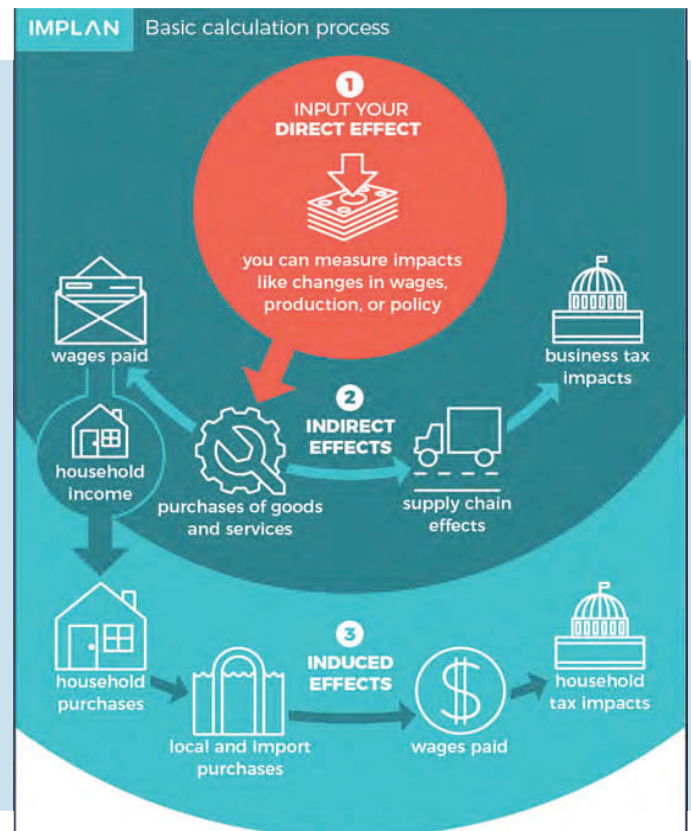 IMPLAN Basic calculation process
1
INPUT YOUR
DIRECT EFFECT
you can measure impacts
like changes in wages,
production, or policy
wages paid
business tax
impacts
2
INDIRECT
EFFECTS
household
income
purchases of goods
and services
supply chain
effects
3
INDUCED
EFFECTS
household
purchases
local and import
purchases
wages paid
household
tax impacts